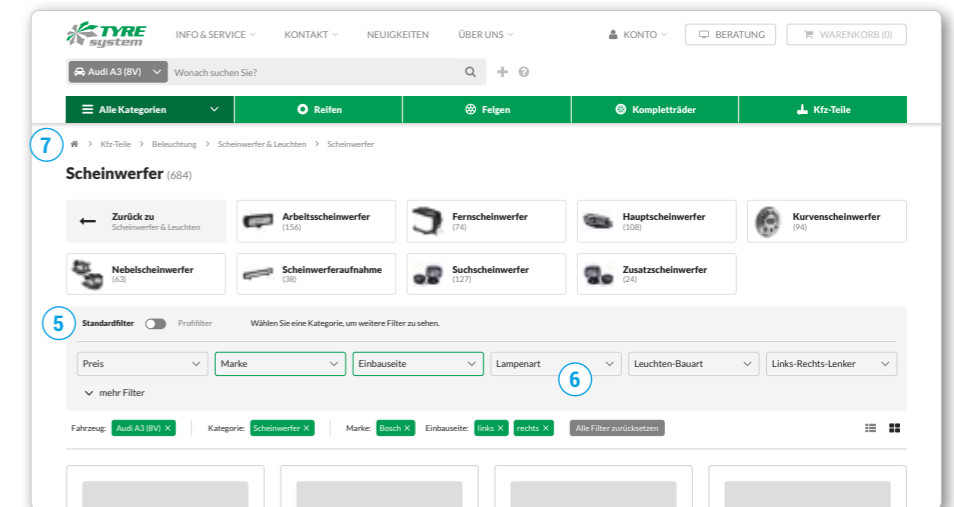 TYRE system INFO & SERVICE KONTAKT NEUIGKEITEN ÜBER UNS KONTO BERATUNG WARENKORB (0)
Audi A3 (8V) Wonach suchen Sie?
Alle Kategorien Reifen Felgen Kompletträder Kfz-Teile
7 > Kfz-Teile > Beleuchtung > Scheinwerfer & Leuchten > Scheinwerfer
Scheinwerfer (684)
Zurück zu Scheinwerfer & Leuchten
Arbeitsscheinwerfer (156)
Fernscheinwerfer (74)
Hauptscheinwerfer (108)
Kurvenscheinwerfer (94)
Nebelscheinwerfer (63)
Scheinwerferaufnahme (38)
Suchscheinwerfer (127)
Zusatzscheinwerfer (24)
5 Standardfilter Profifilter Wählen Sie eine Kategorie, um weitere Filter zu sehen.
Preis Marke Einbauseite Lampenart Leuchten-Bauart Links-Rechts-Lenker
6
mehr Filter
Fahrzeug: Audi A3 (8V) × Kategorie: Scheinwerfer × Marke: Bosch × Einbauseite: links × rechts × Alle Filter zurücksetzen